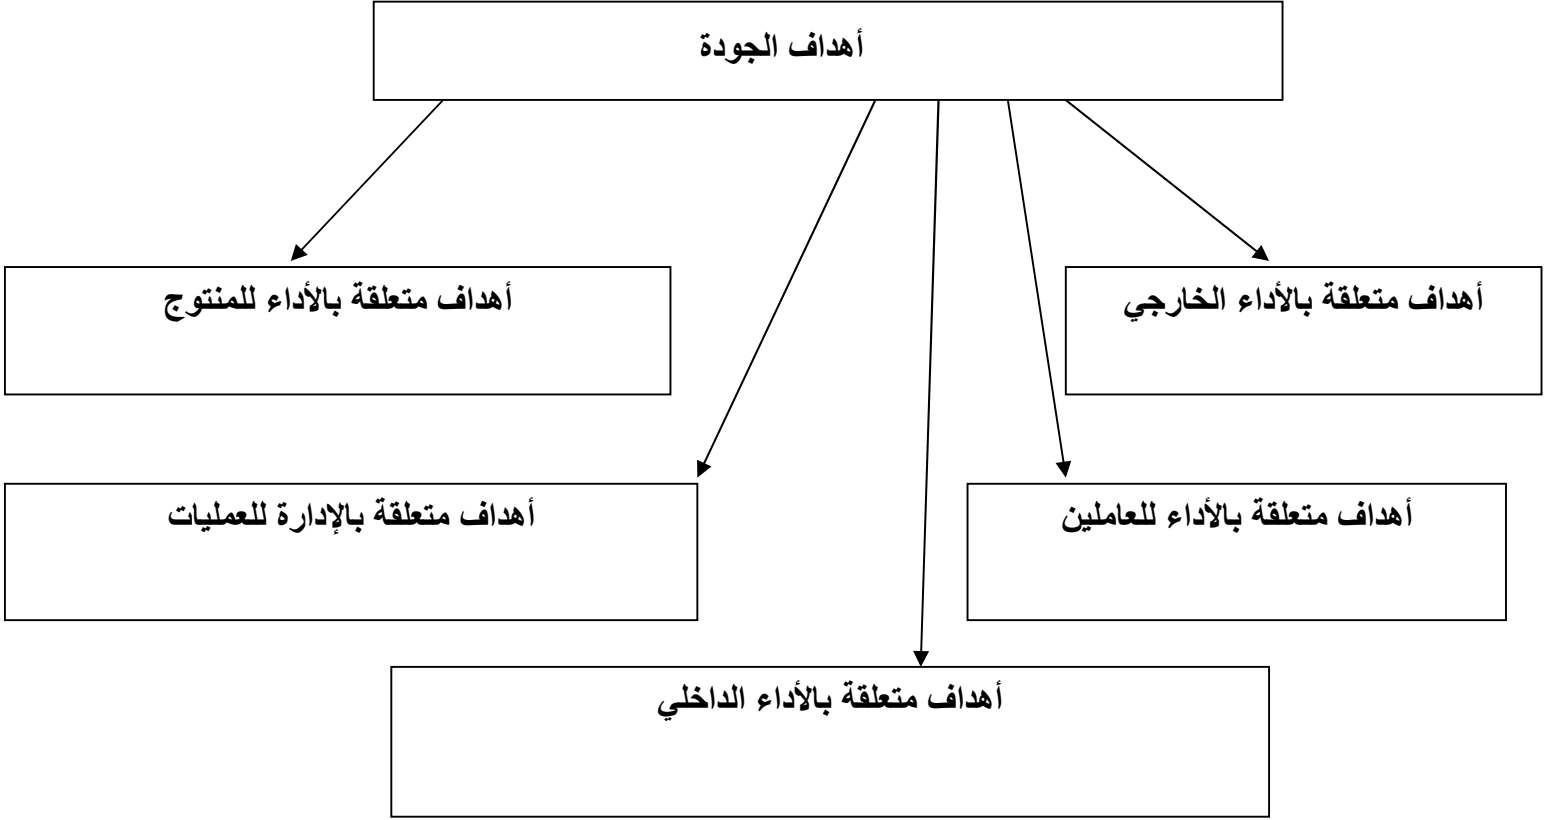 أهداف الجودة
أهداف متعلقة بالأداء الخارجي
أهداف متعلقة بالأداء للمنتوج
أهداف متعلقة بالأداء للعاملين
أهداف متعلقة بالإدارة للعمليات
أهداف متعلقة بالأداء الداخلي